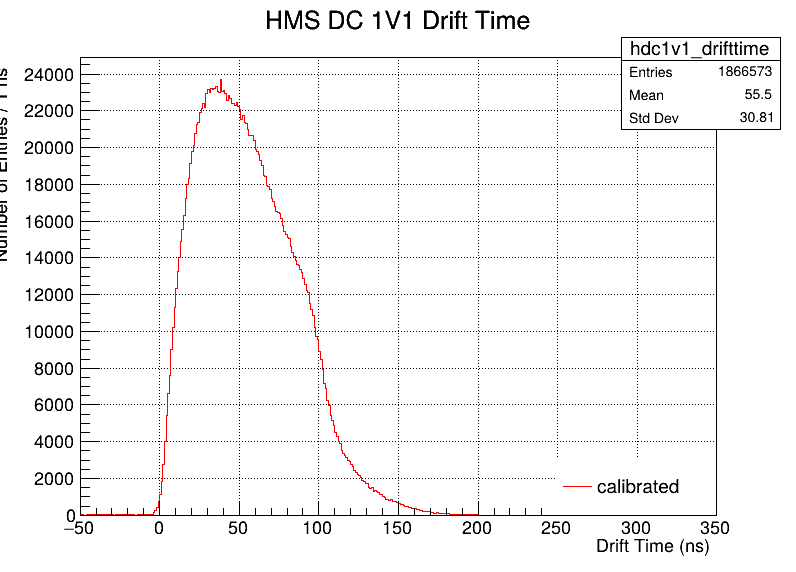 HMS DC 1V1 Drift Time
hdc1v1_drifttime
Entries 1866573
Mean 55.5
Std Dev 30.81
24000
22000
20000
18000
16000
14000
12000
10000
8000
6000
4000
2000
0
Number of Entries / 1 ns
calibrated
−50 0 50 100 150 200 250 300 350
Drift Time (ns)